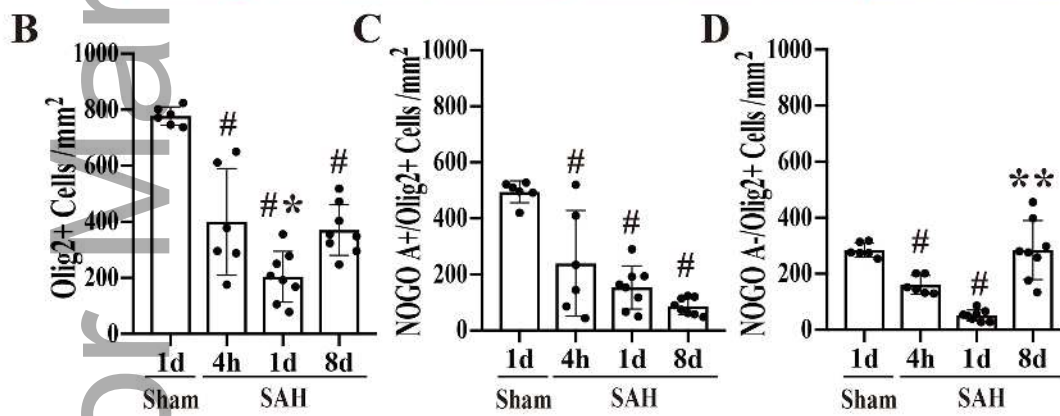 B
Olig2+ Cells /mm²
1000
800
600
400
200
0
#
#*
#
1d 4h 1d 8d
Sham SAH
C
NOGO A+/Olig2+ Cells /mm²
1000
800
600
400
200
0
#
#
#
1d 4h 1d 8d
Sham SAH
D
NOGO A-/Olig2+ Cells /mm²
1000
800
600
400
200
0
#
#
**
1d 4h 1d 8d
Sham SAH